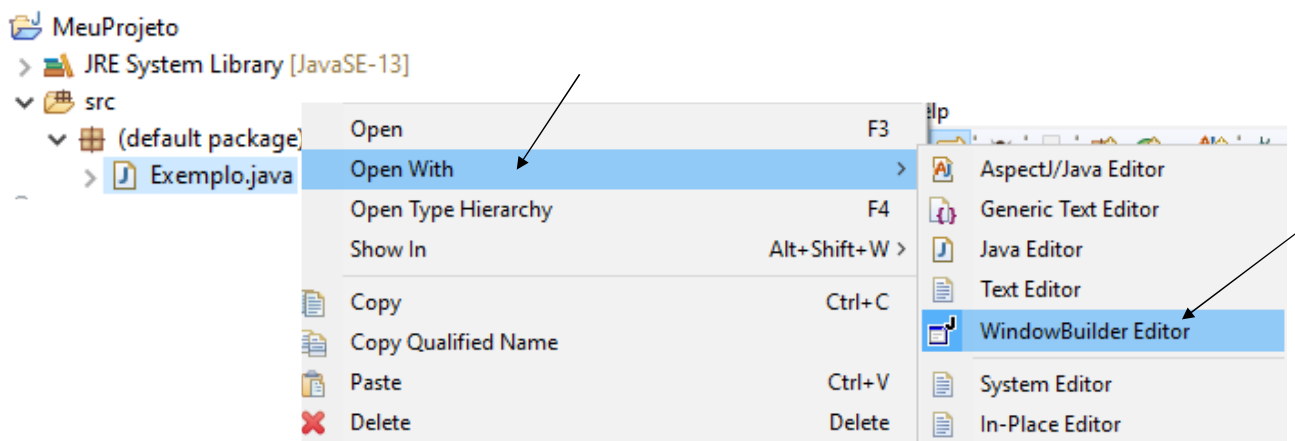 MeuProjeto
JRE System Library [JavaSE-13]
src
(default package)
Exemplo.java
Open F3
Open With >
Open Type Hierarchy F4
Show In Alt+Shift+W >
Copy Ctrl+C
Copy Qualified Name
Paste Ctrl+V
Delete Delete
elp
AspectJ/Java Editor
Generic Text Editor
Java Editor
Text Editor
WindowBuilder Editor
System Editor
In-Place Editor